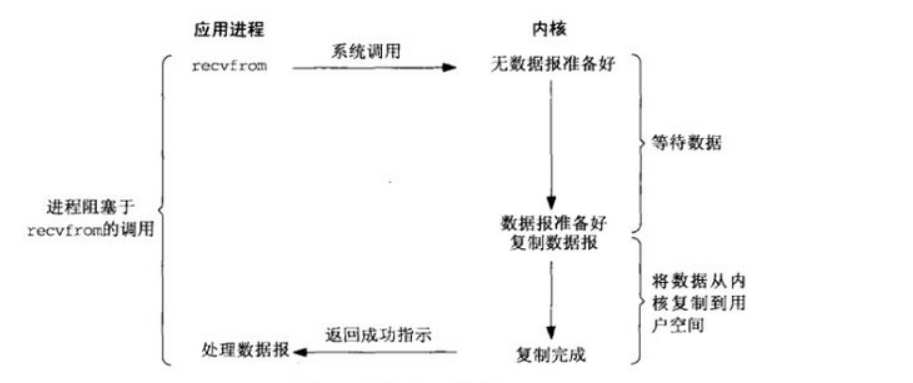 应用进程
内核
系统调用
recvfrom
无数据报准备好
等待数据
进程阻塞于
recvfrom的调用
数据报准备好
复制数据报
将数据从内
核复制到用
户空间
返回成功指示
处理数据报
复制完成